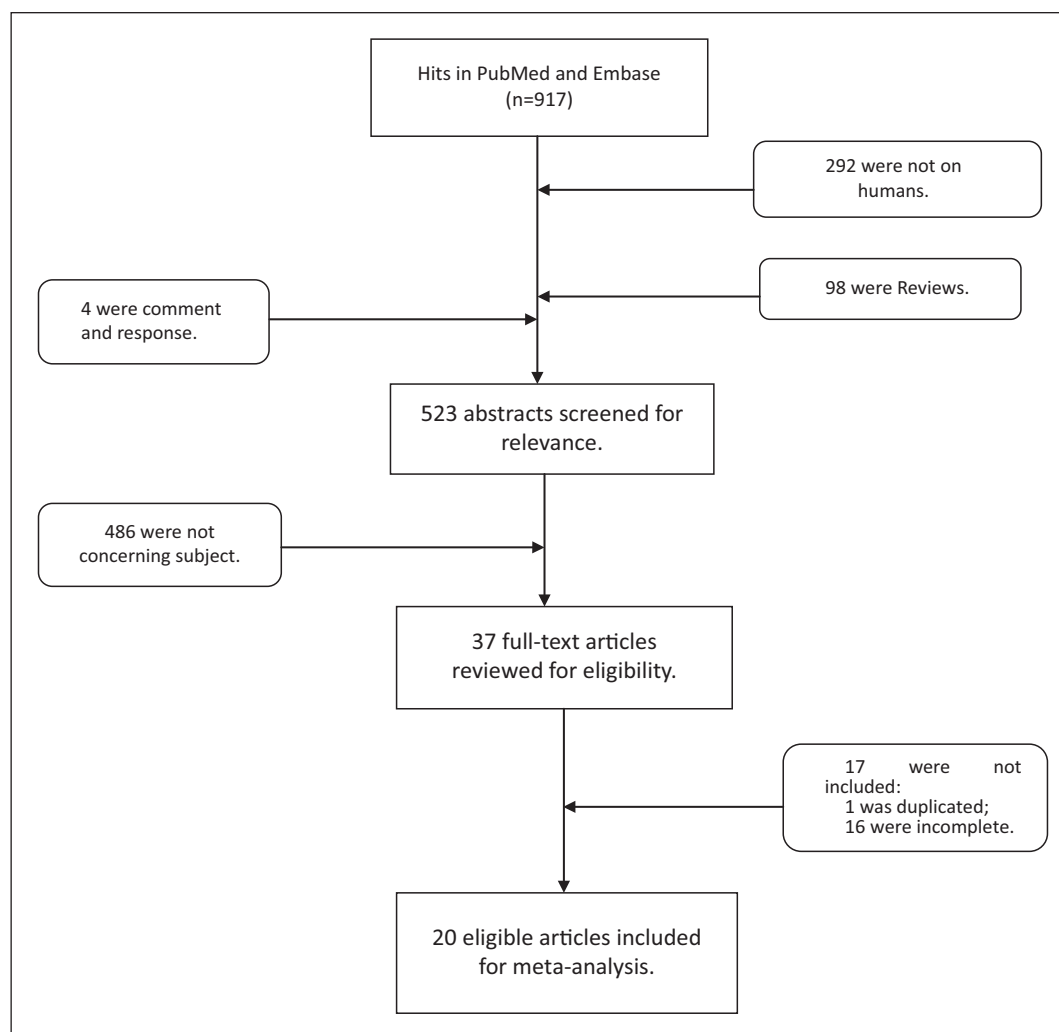 Hits in PubMed and Embase
(n=917)
292 were not on
humans.
98 were Reviews.
4 were comment
and response.
523 abstracts screened for
relevance.
486 were not
concerning subject.
37 full-text articles
reviewed for eligibility.
17 were not
included:
1 was duplicated;
16 were incomplete.
20 eligible articles included
for meta-analysis.